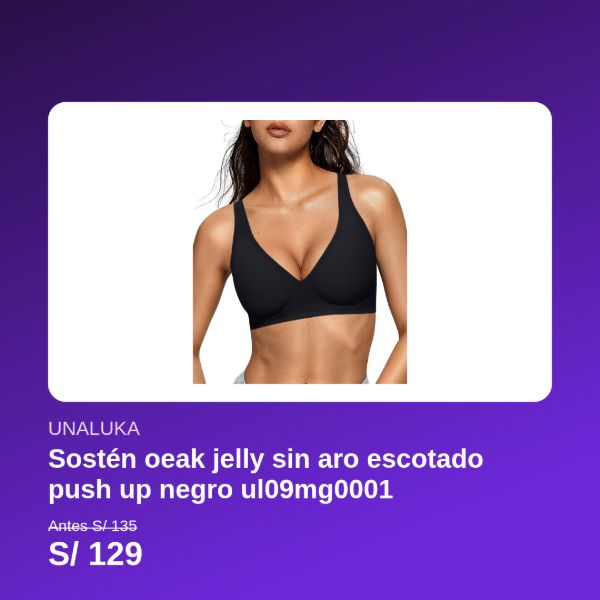 UNALUKA
Sostén oeak jelly sin aro escotado
push up negro ul09mg0001
Antes S/ 135
S/ 129